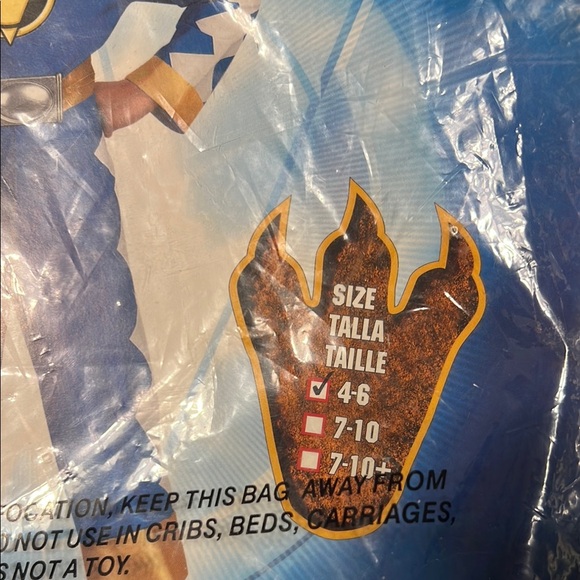 SIZE
TALLA
TAILLE
4-6
7-10
7-10+
FOCATION, KEEP THIS BAG AWAY FROM
NOT USE IN CRIBS, BEDS, CARRIAGES,
NOT A TOY.